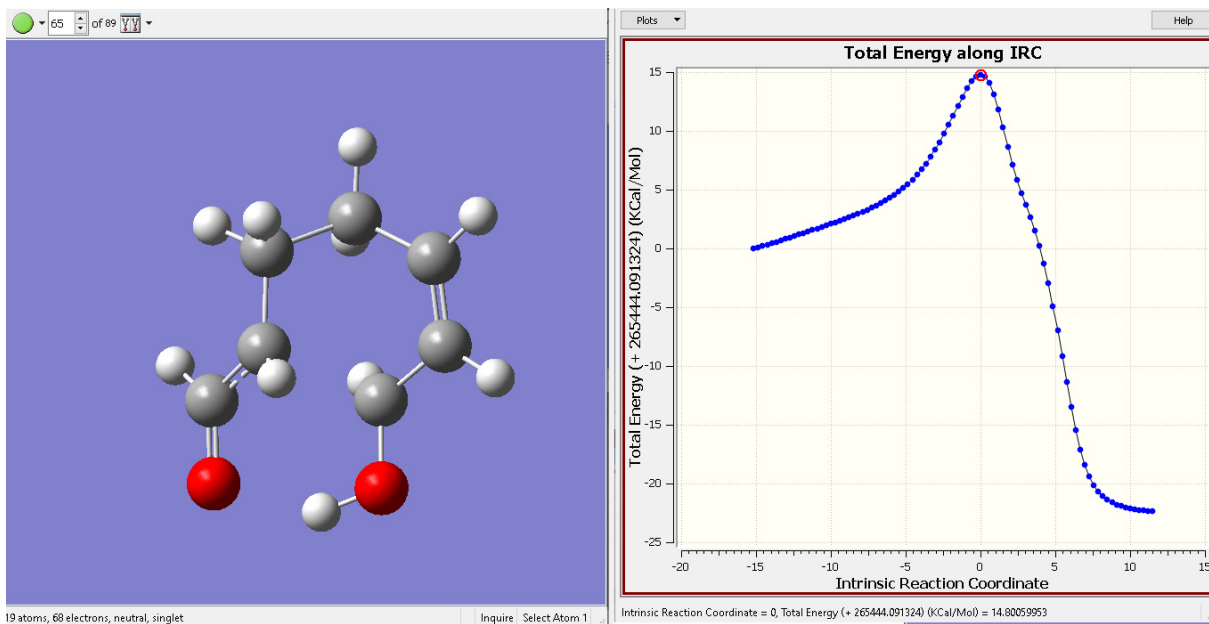 65 of 89
19 atoms, 68 electrons, neutral, singlet
Inquire Select Atom 1
Plots Help
Total Energy along IRC
Total Energy (+ 265444.091324) (KCal/Mol)
15
10
5
0
-5
-10
-15
-20
-25
-20 -15 -10 -5 0 5 10 15
Intrinsic Reaction Coordinate
Intrinsic Reaction Coordinate = 0, Total Energy (+ 265444.091324) (KCal/Mol) = 14.80059953